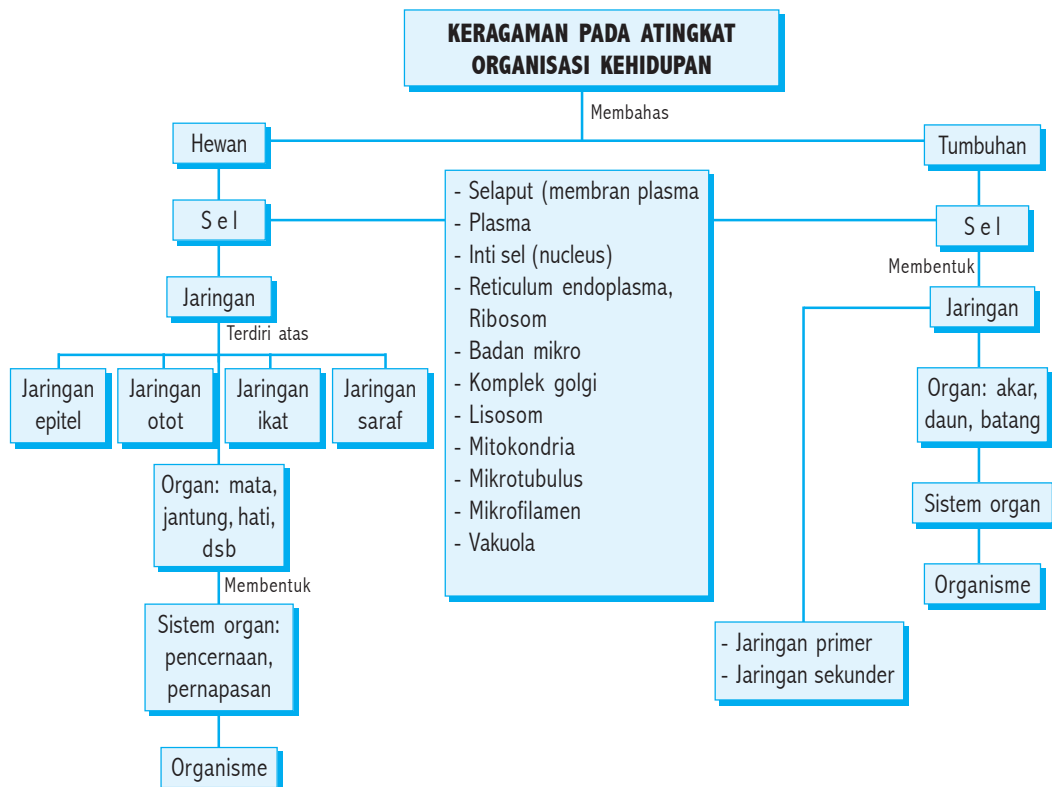 KERAGAMAN PADA ATINGKAT
ORGANISASI KEHIDUPAN
Membahas
Hewan
Tumbuhan
Sel
Sel
- Selaput (membran plasma
- Plasma
- Inti sel (nucleus)
- Reticulum endoplasma,
Ribosom
- Badan mikro
- Komplek golgi
- Lisosom
- Mitokondria
- Mikrotubulus
- Mikrofilamen
- Vakuola
Jaringan
Terdiri atas
Jaringan
epitel
Jaringan
otot
Jaringan
ikat
Jaringan
saraf
Organ: mata,
jantung, hati,
dsb
Membentuk
Sistem organ:
pencernaan,
pernapasan
Organisme
Membentuk
Jaringan
Organ: akar,
daun, batang
Sistem organ
Organisme
- Jaringan primer
- Jaringan sekunder